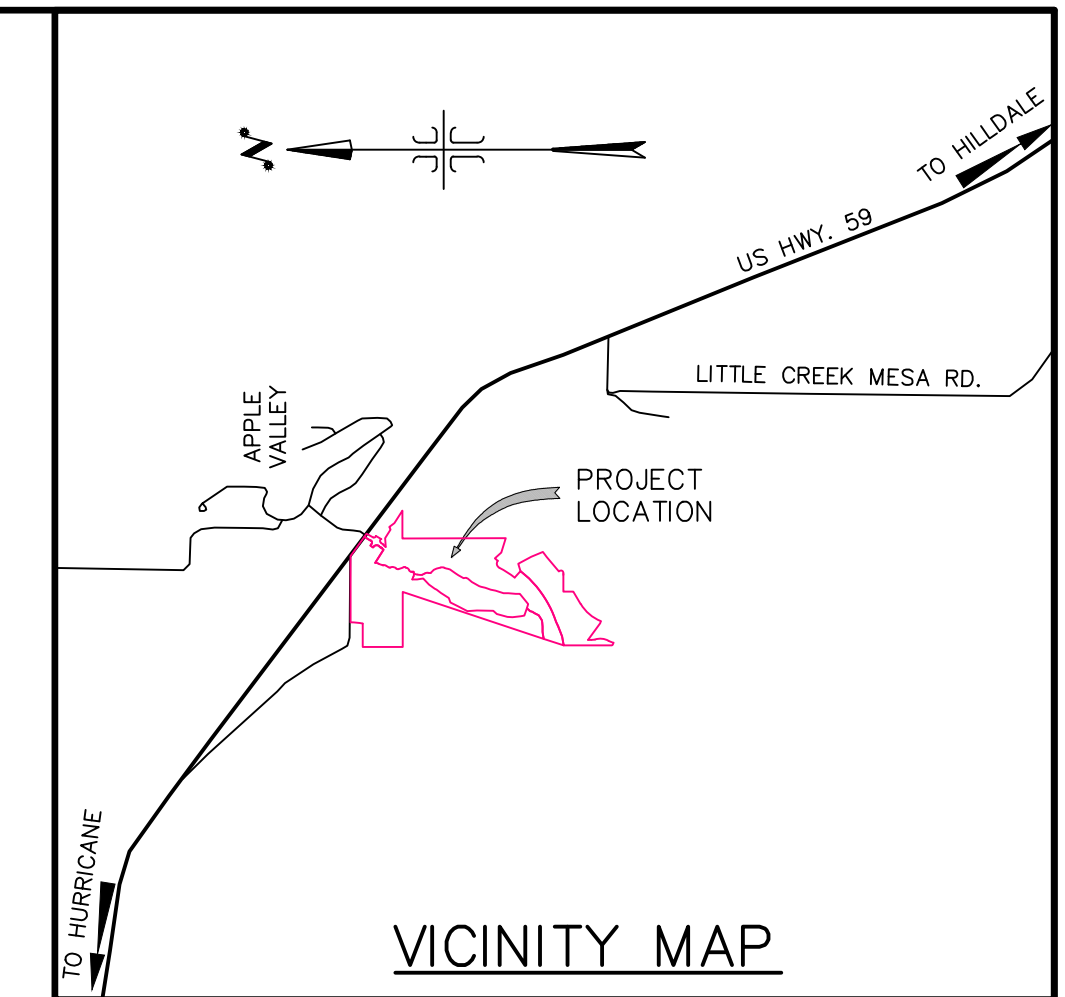 N
TO HILLDALE
US HWY. 59
LITTLE CREEK MESA RD.
APPLE
VALLEY
PROJECT
LOCATION
TO HURRICANE
VICINITY MAP